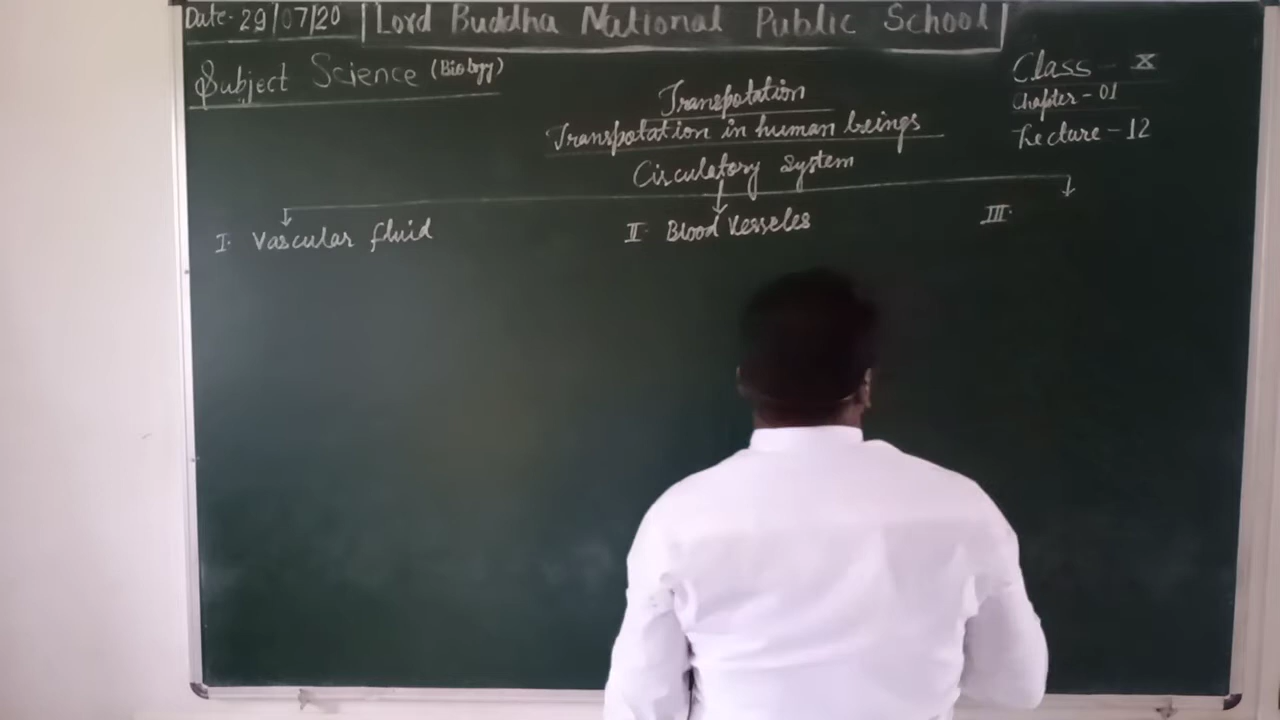 Date- 29/07/20 Lord Buddha National Public School
Subject Science (Biology)
Class - X
Chapter - 01
Lecture - 12
Transpotation
Transpotation in human beings
Circulatory System
I. Vascular fluid
II. Blood Vesseles
III.